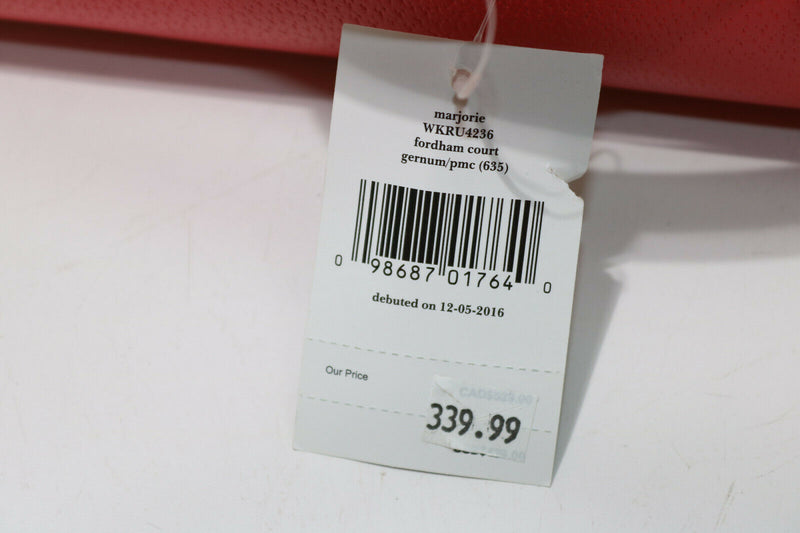 marjorie
WKRU4236
fordham court
gernum/pmc (635)
0 98687 01764 0
debuted on 12-05-2016
Our Price
339.99